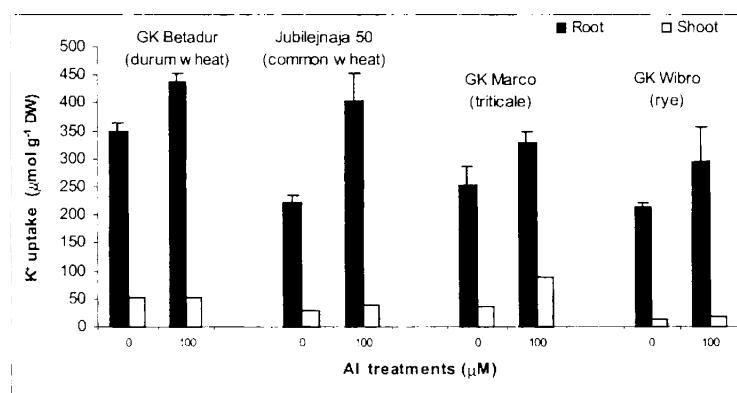 Root Shoot
GK Betadur
(durum w heat)
Jubilejnaja 50
(common w heat)
GK Marco
(triticale)
GK Wibro
(rye)
500
450
400
350
300
250
200
150
100
50
0
K⁺ uptake (μmol g⁻¹ DW)
0 100 0 100 0 100 0 100
Al treatments (μM)